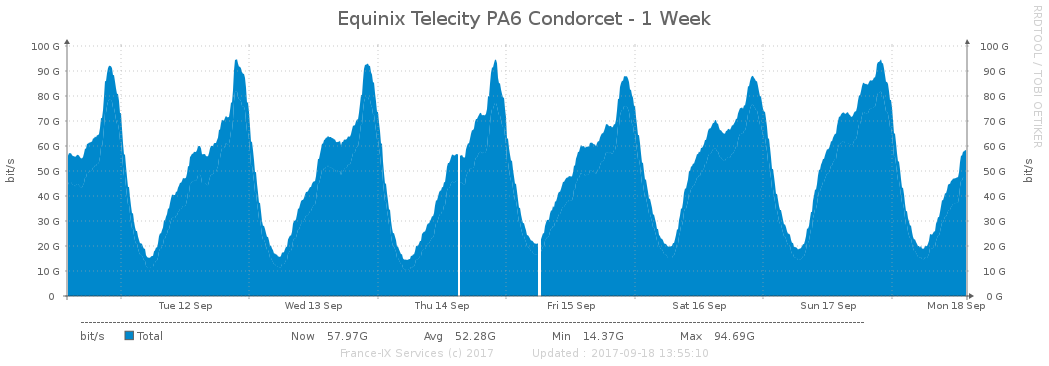 Equinix Telecity PA6 Condorcet - 1 Week
RRDTOOL / TOBI OETIKER
100 G 100 G
90 G 90 G
80 G 80 G
70 G 70 G
60 G 60 G
50 G 50 G
40 G 40 G
30 G 30 G
20 G 20 G
10 G 10 G
0 0 G
bit/s bit/s
Tue 12 Sep Wed 13 Sep Thu 14 Sep Fri 15 Sep Sat 16 Sep Sun 17 Sep Mon 18 Sep
bit/s Total Now 57.97G Avg 52.28G Min 14.37G Max 94.69G
France-IX Services (c) 2017 Updated : 2017-09-18 13:55:10